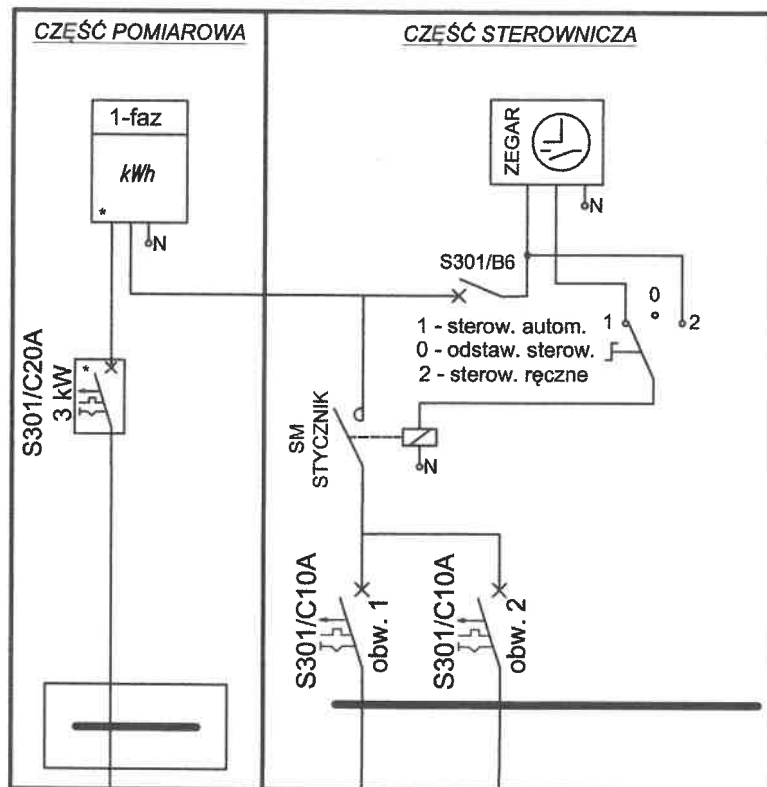 CZĘŚĆ POMIAROWA
CZĘŚĆ STEROWNICZA
1-faz
kWh
*
N
ZEGAR
N
S301/B6
0
1
2
1 - sterow. autom.
0 - odstaw. sterow.
2 - sterow. ręczne
*
S301/C20A
3 kW
SM
STYCZNIK
N
S301/C10A
obw. 1
S301/C10A
obw. 2